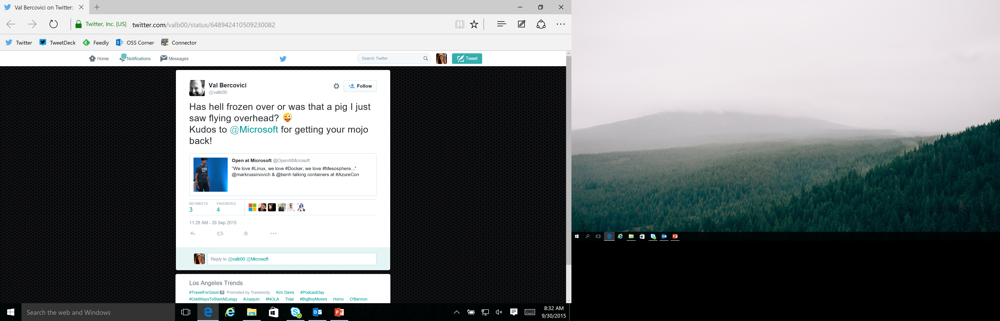 Val Bercovici on Twitter:
Twitter, Inc. [US] twitter.com/valb00/status/648942410509230082
Twitter TweetDeck Feedly OSS Corner Connector
Home Notifications Messages Search Twitter Tweet
Val Bercovici
@valb00
Follow
Has hell frozen over or was that a pig I just
saw flying overhead? 😜
Kudos to @Microsoft for getting your mojo
back!
Open at Microsoft @OpenAtMicrosoft
“We love #Linux, we love #Docker, we love #Mesosphere...”
@markrussinovich & @benh talking containers at #AzureCon
RETWEETS FAVORITES
3 4
11:28 AM - 29 Sep 2015
Reply to @valb00 @Microsoft
Los Angeles Trends
#TravelForGood Promoted by Travelocity Kim Davis #PodcastDay
#OddWaysToStartAEulogy #Joaquin #NOLA Tidal #BigBoyMoved Homs O'Bannon
Search the web and Windows
8:32 AM
9/30/2015